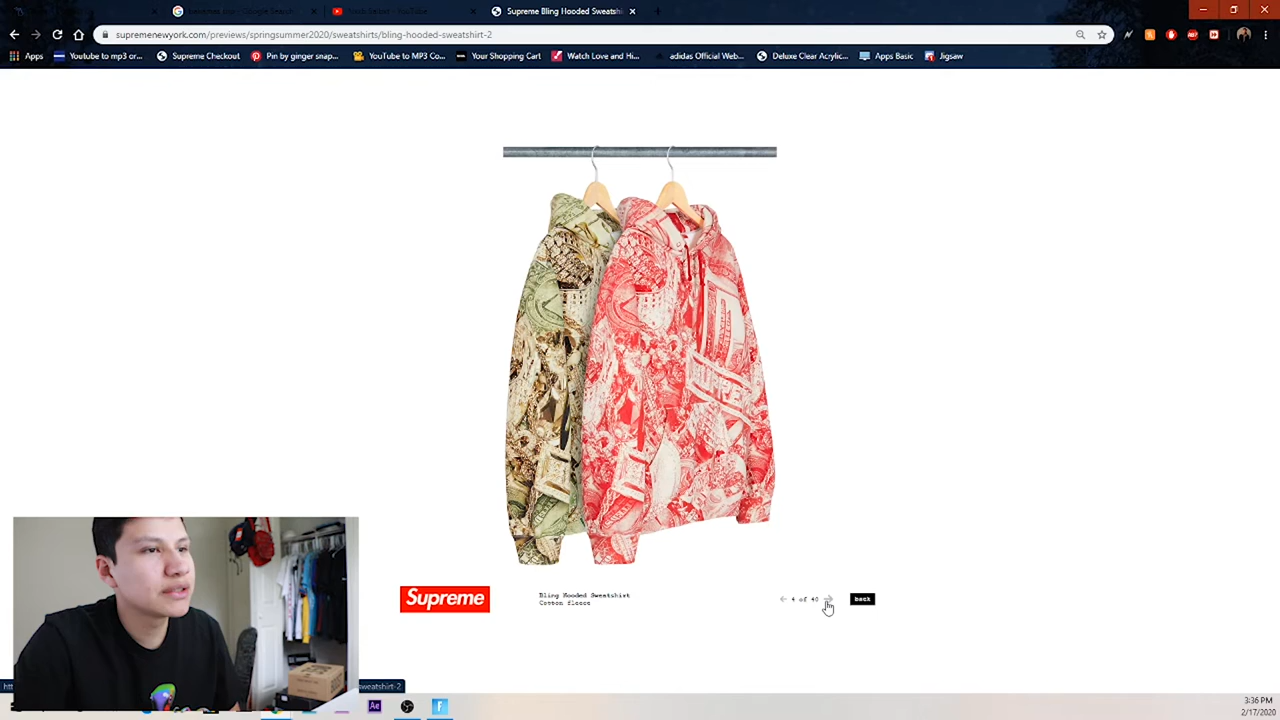 Supreme Bling Hooded Sweatsh
supremenewyork.com/previews/springsummer2020/sweatshirts/bling-hooded-sweatshirt-2
Apps
Youtube to mp3 or...
Supreme Checkout
Pin by ginger snap...
YouTube to MP3 Co...
Your Shopping Cart
Watch Love and Hi...
adidas Official Web...
Deluxe Clear Acrylic...
Apps Basic
Jigsaw
Supreme
Bling Hooded Sweatshirt
Cotton fleece
4 of 40
back
sweatshirt-2
Ae
3:36 PM
2/17/2020